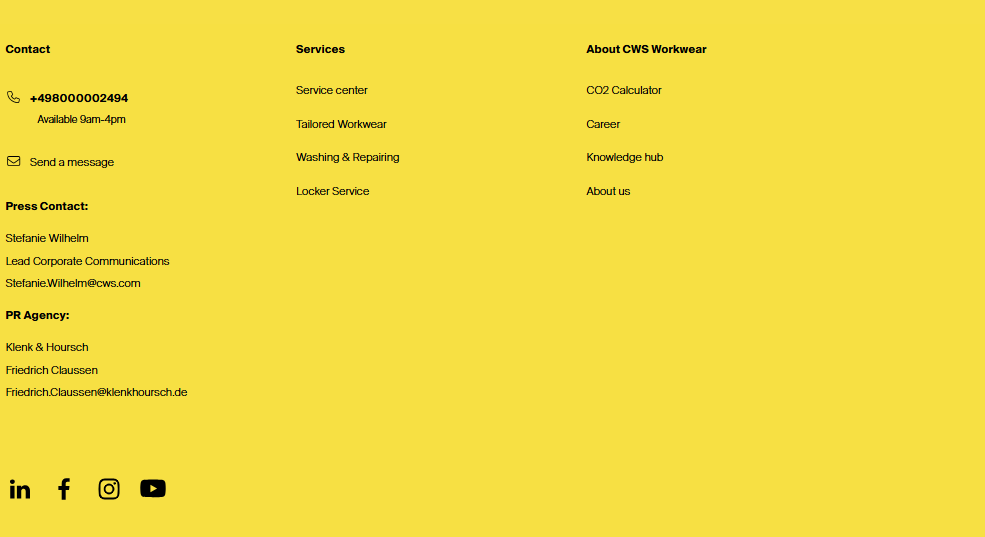 Contact
+498000002494
Available 9am-4pm
Send a message
Press Contact:
Stefanie Wilhelm
Lead Corporate Communications
Stefanie.Wilhelm@cws.com
PR Agency:
Klenk & Hoursch
Friedrich Claussen
Friedrich.Claussen@klenkhoursch.de
Services
Service center
Tailored Workwear
Washing & Repairing
Locker Service
About CWS Workwear
CO2 Calculator
Career
Knowledge hub
About us